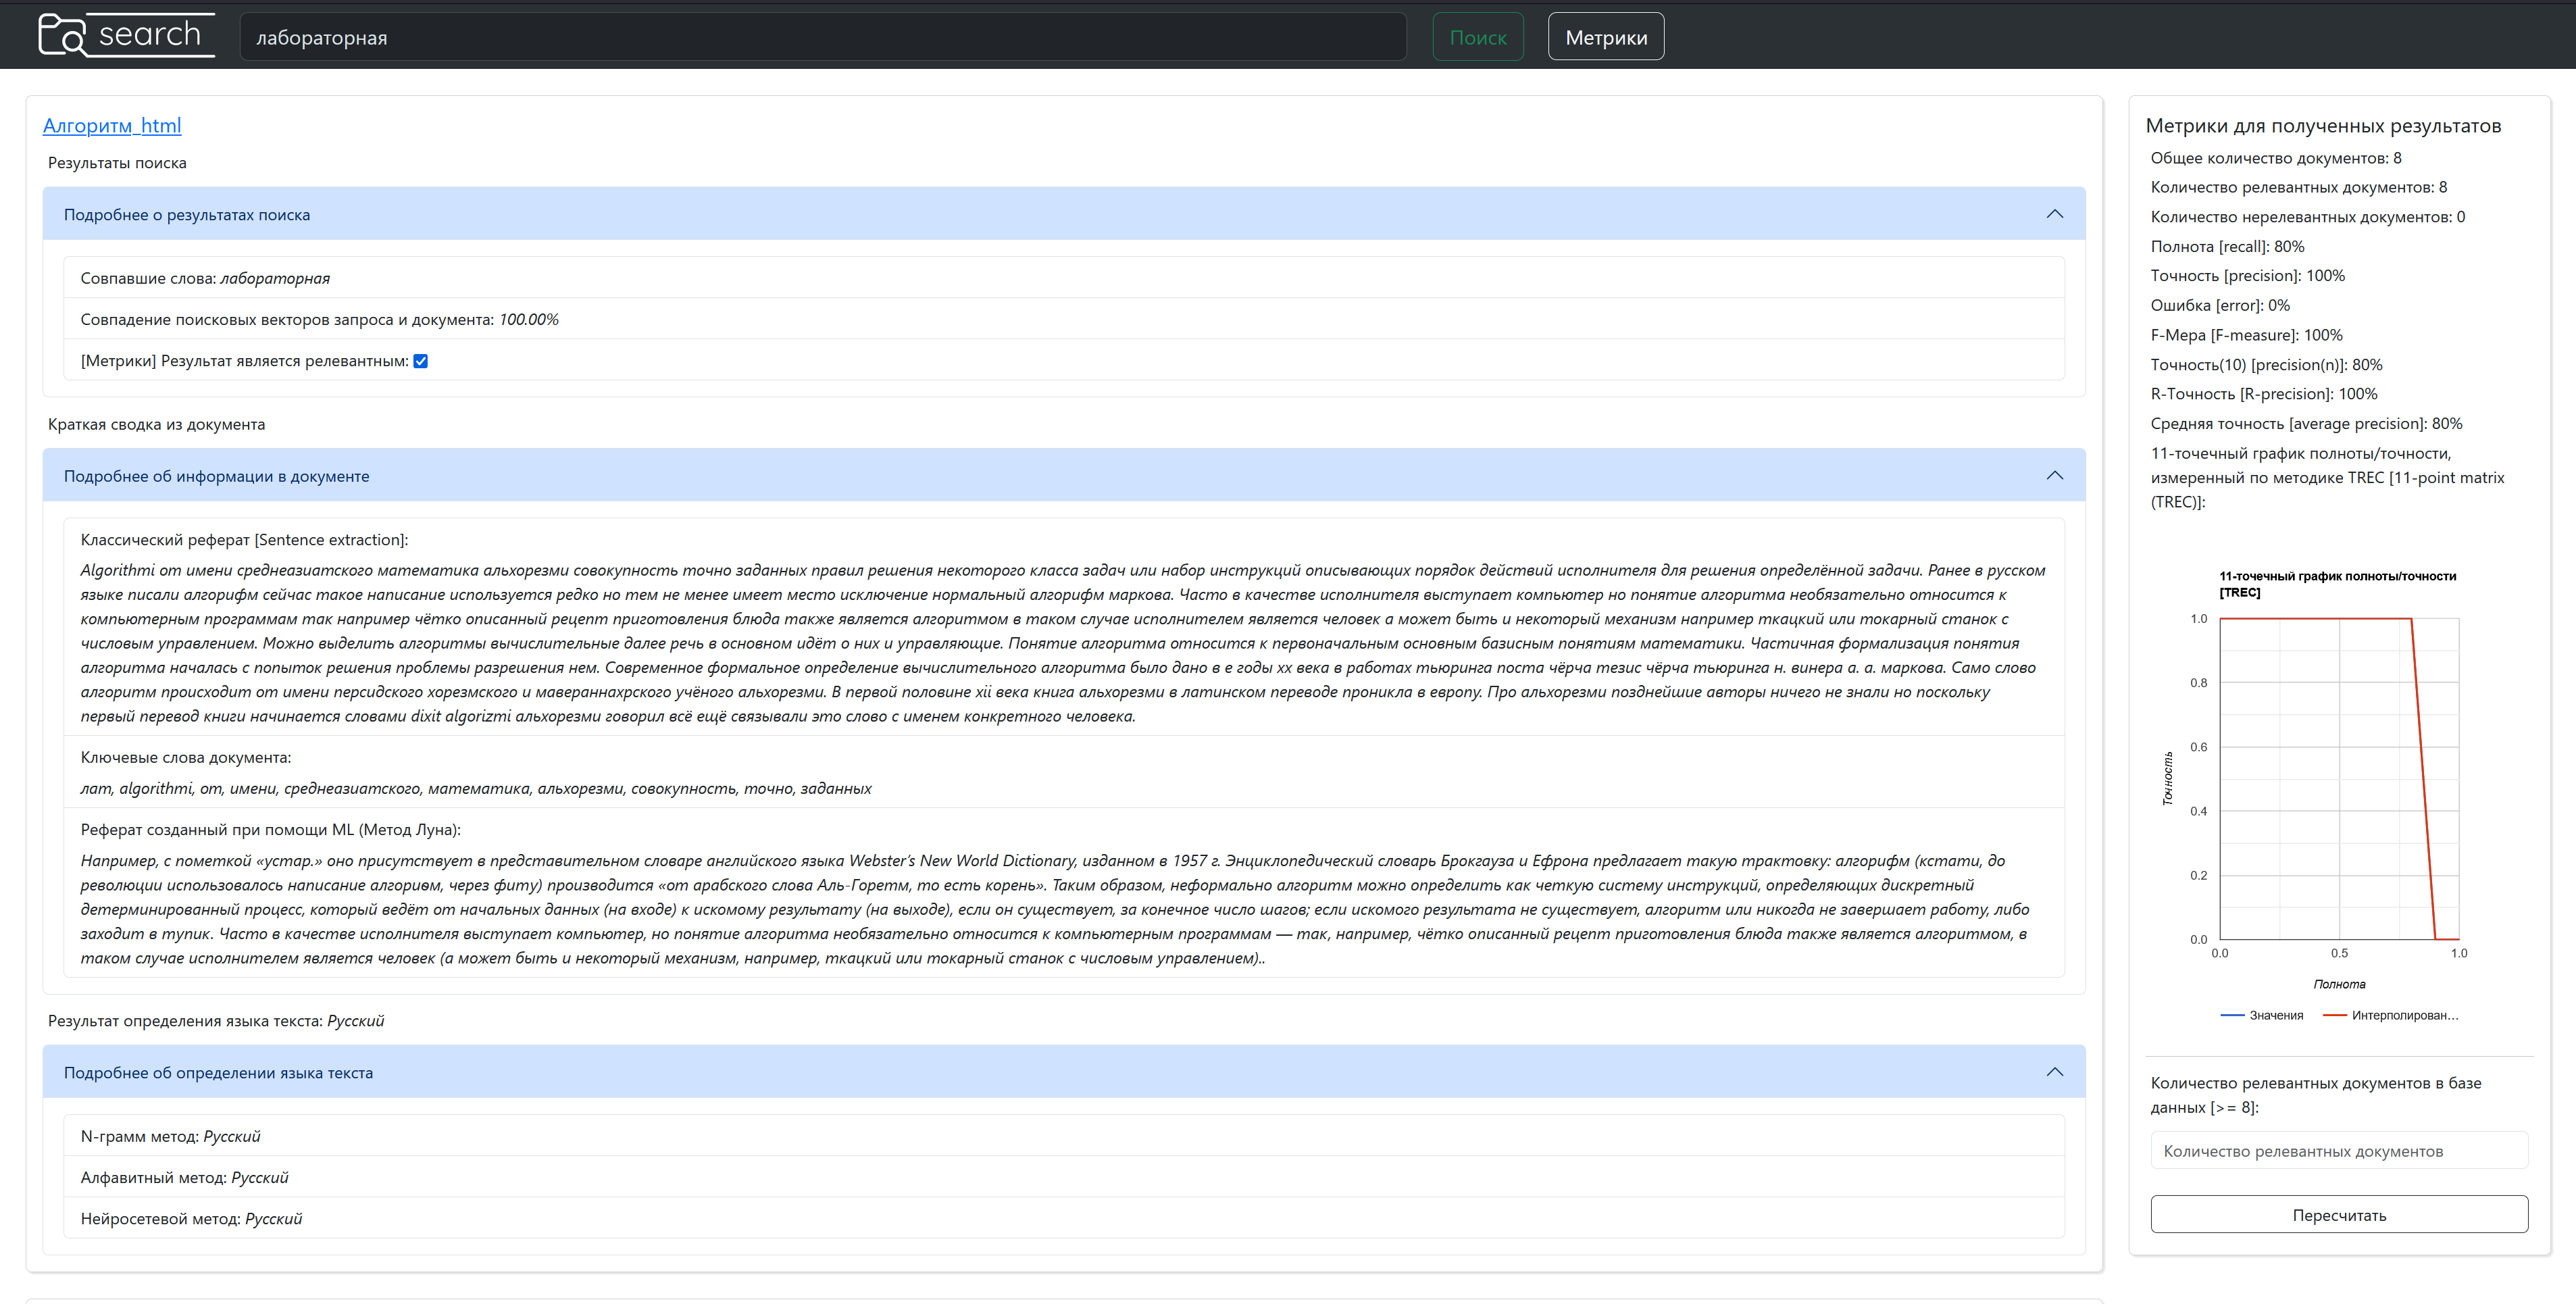 search
лабораторная
Поиск
Метрики
Алгоритм_html
Результаты поиска
Подробнее о результатах поиска
Совпавшие слова: лабораторная
Совпадение поисковых векторов запроса и документа: 100.00%
[Метрики] Результат является релевантным:
Краткая сводка из документа
Подробнее об информации в документе
Классический реферат [Sentence extraction]:
Algorithmi от имени среднеазиатского математика альхорезми совокупность точно заданных правил решения некоторого класса задач или набор инструкций описывающих порядок действий исполнителя для решения определённой задачи. Ранее в русском
языке писали алгорифм сейчас такое написание используется редко но тем не менее имеет место исключение нормальный алгорифм маркова. Часто в качестве исполнителя выступает компьютер но понятие алгоритма необязательно относится к
компьютерным программам так например чётко описанный рецепт приготовления блюда также является алгоритмом в таком случае исполнителем является человек а может быть и некоторый механизм например ткацкий или токарный станок с
числовым управлением. Можно выделить алгоритмы вычислительные далее речь в основном идёт о них и управляющие. Понятие алгоритма относится к первоначальным основным базисным понятиям математики. Частичная формализация понятия
алгоритма началась с попыток решения проблемы разрешения нем. Современное формальное определение вычислительного алгоритма было дано в е годы xx века в работах тьюринга поста чёрча тезис чёрча тьюринга н. винера а. а. маркова. Само слово
алгоритм происходит от имени персидского хорезмского и мавераннахрского учёного альхорезми. В первой половине xii века книга альхорезми в латинском переводе проникла в европу. Про альхорезми позднейшие авторы ничего не знали но поскольку
первый перевод книги начинается словами dixit algorizmi альхорезми говорил всё ещё связывали это слово с именем конкретного человека.
Ключевые слова документа:
лат, algorithmi, от, имени, среднеазиатского, математика, альхорезми, совокупность, точно, заданных
Реферат созданный при помощи ML (Метод Луна):
Например, с пометкой «устар.» оно присутствует в представительном словаре английского языка Webster's New World Dictionary, изданном в 1957 г. Энциклопедический словарь Брокгауза и Ефрона предлагает такую трактовку: алгорифм (кстати, до
революции использовалось написание алгориѳм, через фиту) производится «от арабского слова Аль-Горетм, то есть корень». Таким образом, неформально алгоритм можно определить как четкую систему инструкций, определяющих дискретный
детерминированный процесс, который ведёт от начальных данных (на входе) к искомому результату (на выходе), если он существует, за конечное число шагов; если искомого результата не существует, алгоритм или никогда не завершает работу, либо
заходит в тупик. Часто в качестве исполнителя выступает компьютер, но понятие алгоритма необязательно относится к компьютерным программам — так, например, чётко описанный рецепт приготовления блюда также является алгоритмом, в
таком случае исполнителем является человек (а может быть и некоторый механизм, например, ткацкий или токарный станок с числовым управлением)..
Результат определения языка текста: Русский
Подробнее об определении языка текста
N-грамм метод: Русский
Алфавитный метод: Русский
Нейросетевой метод: Русский
Метрики для полученных результатов
Общее количество документов: 8
Количество релевантных документов: 8
Количество нерелевантных документов: 0
Полнота [recall]: 80%
Точность [precision]: 100%
Ошибка [error]: 0%
F-Мера [F-measure]: 100%
Точность(10) [precision(n)]: 80%
R-Точность [R-precision]: 100%
Средняя точность [average precision]: 80%
11-точечный график полноты/точности,
измеренный по методике TREC [11-point matrix
(TREC)]:
11-точечный график полноты/точности
[TREC]
1.0
0.8
0.6
0.4
0.2
0.0
Точность
0.0
0.5
1.0
Полнота
Значения
Интерполирован…
Количество релевантных документов в базе
данных [>= 8]:
Количество релевантных документов
Пересчитать